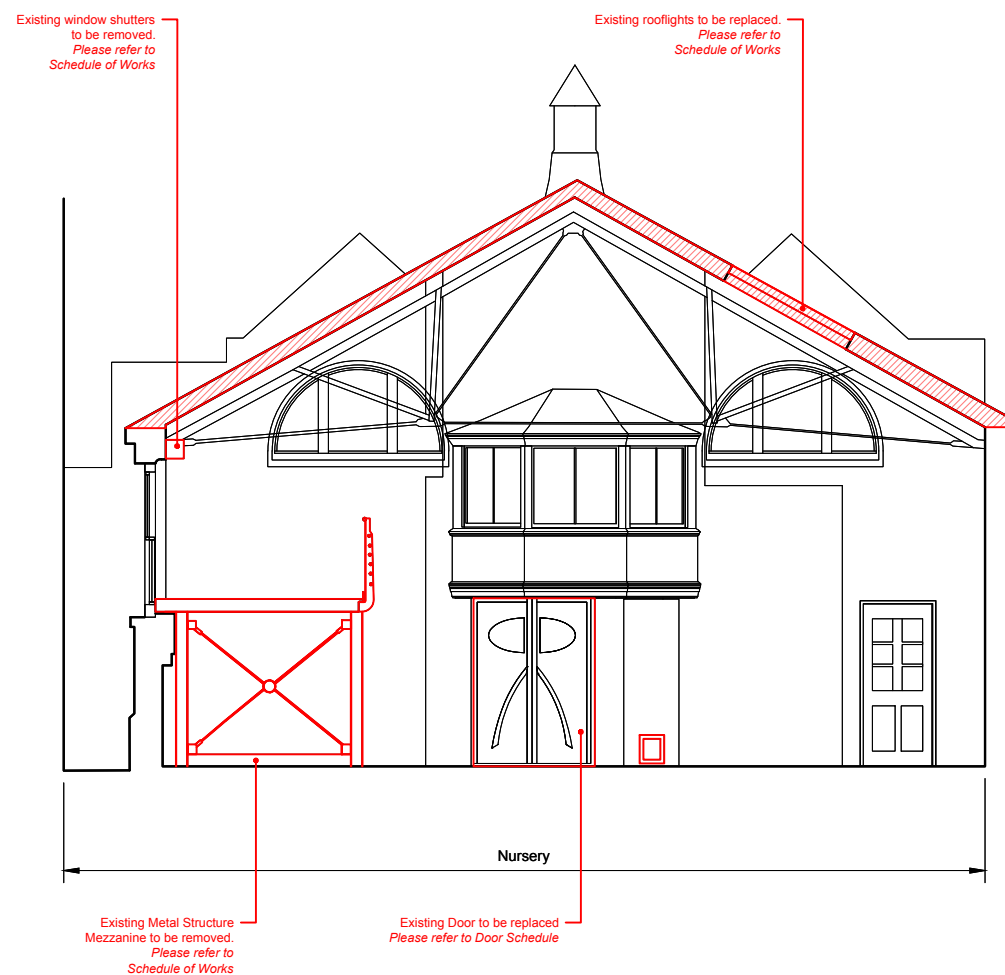 Existing window shutters
to be removed.
Please refer to
Schedule of Works
Existing rooflights to be replaced.
Please refer to
Schedule of Works
Nursery
Existing Metal Structure
Mezzanine to be removed.
Please refer to
Schedule of Works
Existing Door to be replaced
Please refer to Door Schedule